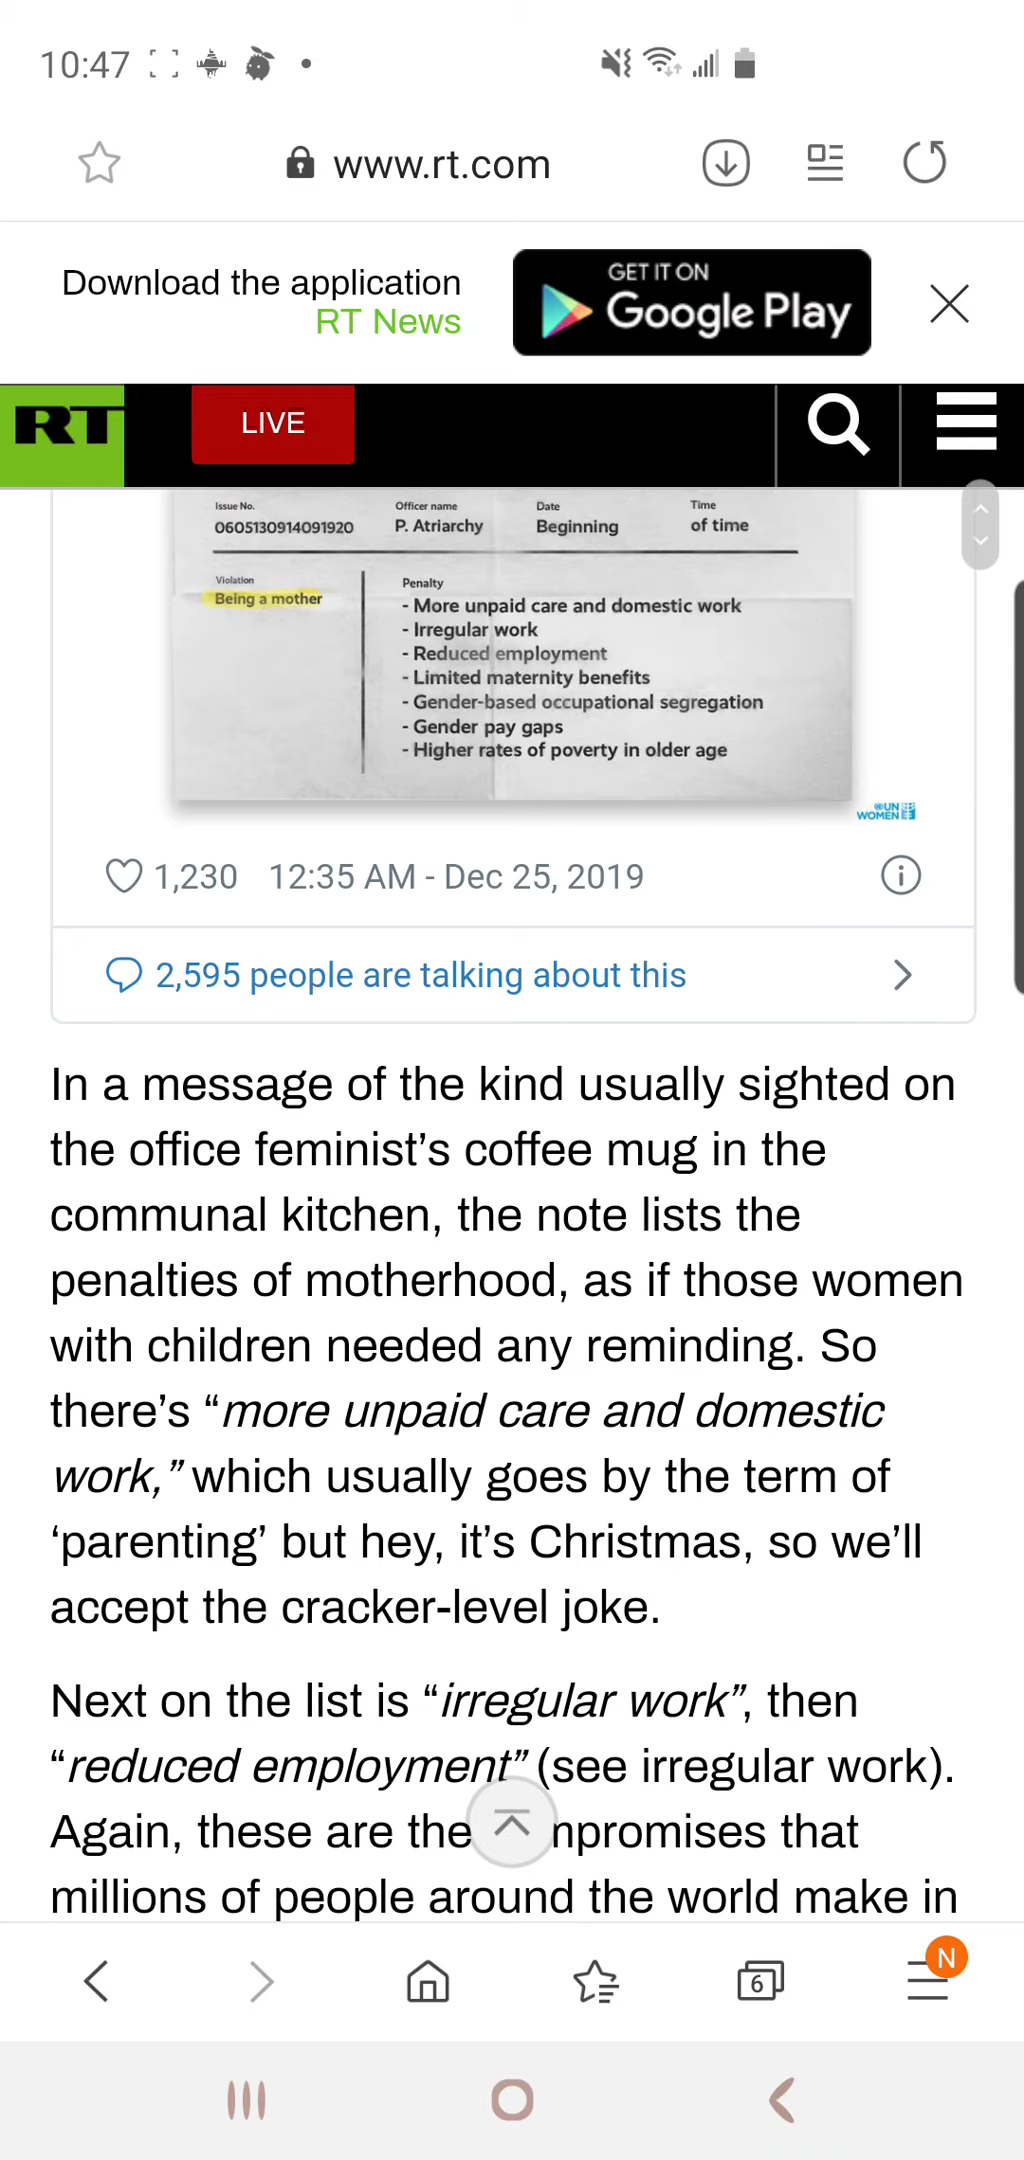 10:47
www.rt.com
Download the application
RT News
GET IT ON
Google Play
RT
LIVE
Issue No. Officer name Date Time
0605130914091920 P. Atriarchy Beginning of time
Violation Penalty
Being a mother
- More unpaid care and domestic work
- Irregular work
- Reduced employment
- Limited maternity benefits
- Gender-based occupational segregation
- Gender pay gaps
- Higher rates of poverty in older age
UN
WOMEN
1,230 12:35 AM - Dec 25, 2019
2,595 people are talking about this
In a message of the kind usually sighted on
the office feminist’s coffee mug in the
communal kitchen, the note lists the
penalties of motherhood, as if those women
with children needed any reminding. So
there’s “more unpaid care and domestic
work,” which usually goes by the term of
‘parenting’ but hey, it’s Christmas, so we’ll
accept the cracker-level joke.
Next on the list is “irregular work”, then
“reduced employment” (see irregular work).
Again, these are the mpromises that
millions of people around the world make in
6
N